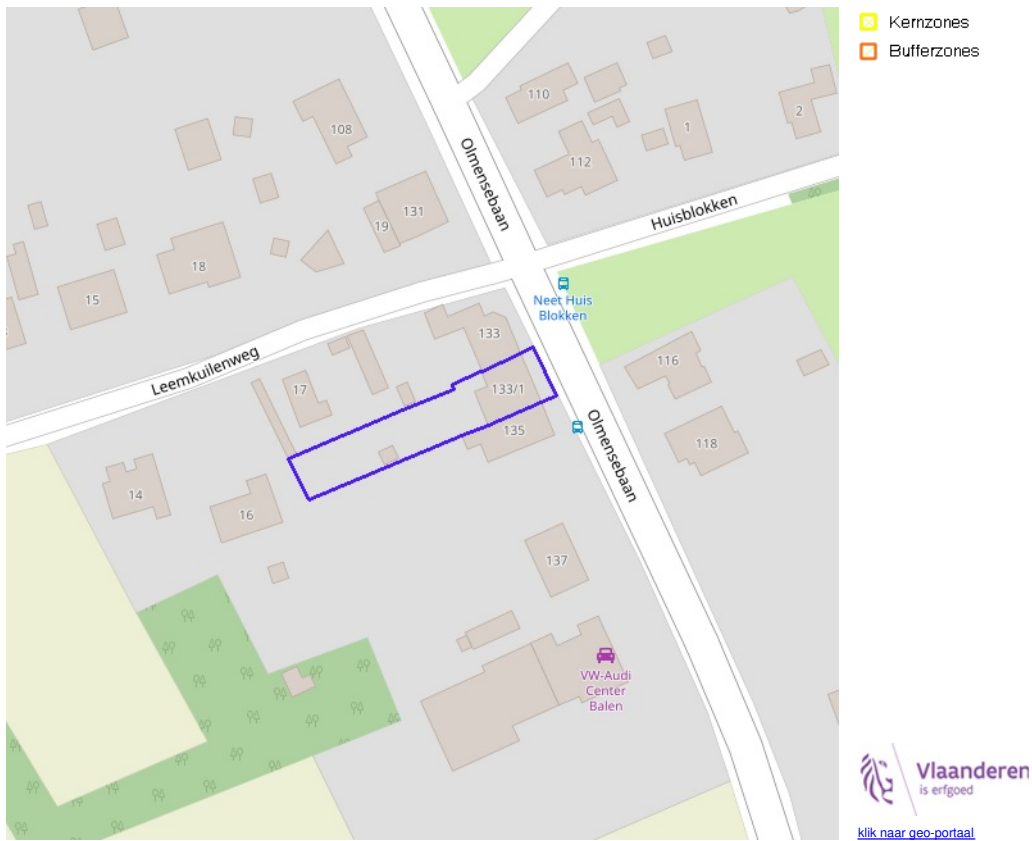 Kernzones
Bufferzones
110
108
1
2
112
Olmensebaan
131
19
Huisblokken
18
15
Neet Huis
Blokken
133
Leemkuilenweg
17
116
133/1
135
Olmensebaan
118
14
16
137
VW-Audi
Center
Balen
Vlaanderen
is erfgoed
klik naar geo-portaal